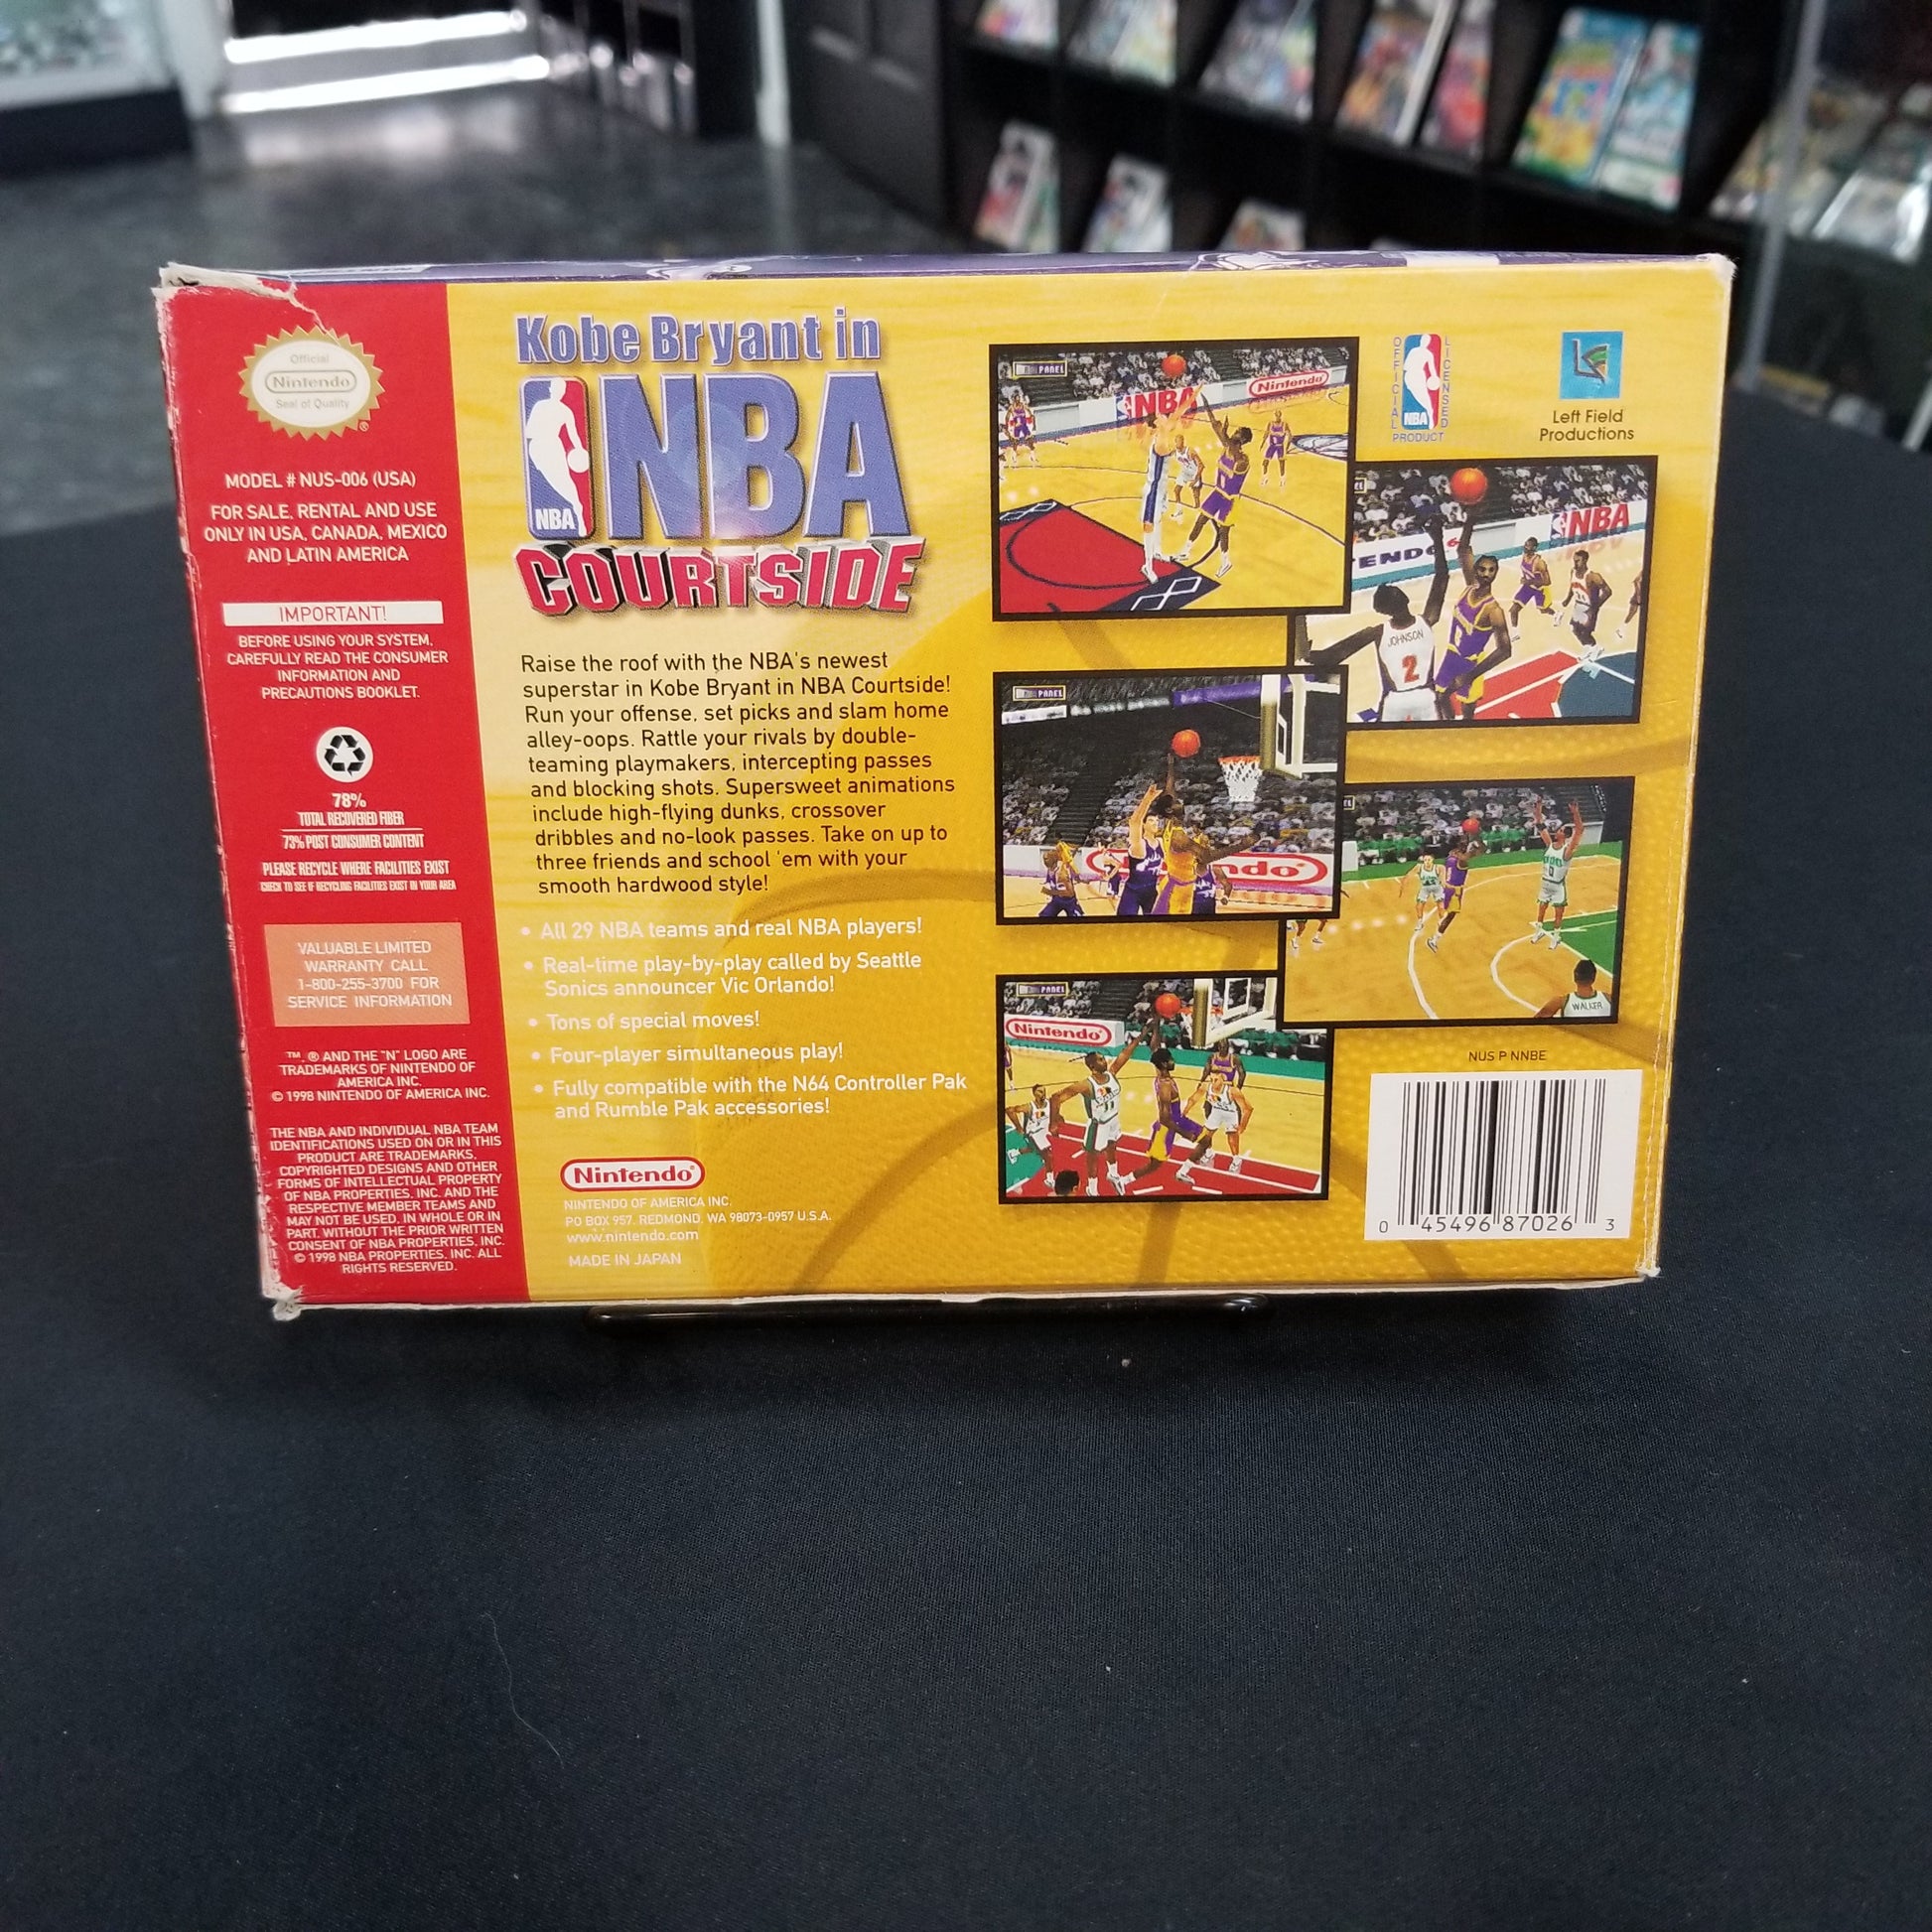 Official
Nintendo
Seal of Quality
®
MODEL # NUS-006 (USA)
FOR SALE, RENTAL AND USE
ONLY IN USA, CANADA, MEXICO
AND LATIN AMERICA
IMPORTANT!
BEFORE USING YOUR SYSTEM,
CAREFULLY READ THE CONSUMER
INFORMATION AND
PRECAUTIONS BOOKLET.
78%
TOTAL RECOVERED FIBER
73% POST CONSUMER CONTENT
PLEASE RECYCLE WHERE FACILITIES EXIST
CHECK TO SEE IF RECYCLING FACILITIES EXIST IN YOUR AREA
VALUABLE LIMITED
WARRANTY CALL
1-800-255-3700 FOR
SERVICE INFORMATION
™, ® AND THE "N" LOGO ARE
TRADEMARKS OF NINTENDO OF
AMERICA INC.
© 1998 NINTENDO OF AMERICA INC.
THE NBA AND INDIVIDUAL NBA TEAM
IDENTIFICATIONS USED ON OR IN THIS
PRODUCT ARE TRADEMARKS,
COPYRIGHTED DESIGNS AND OTHER
FORMS OF INTELLECTUAL PROPERTY
OF NBA PROPERTIES, INC. AND THE
RESPECTIVE MEMBER TEAMS AND
MAY NOT BE USED, IN WHOLE OR IN
PART, WITHOUT THE PRIOR WRITTEN
CONSENT OF NBA PROPERTIES, INC.
© 1998 NBA PROPERTIES, INC. ALL
RIGHTS RESERVED.
Kobe Bryant in
NBA
NBA
COURTSIDE
Raise the roof with the NBA's newest
superstar in Kobe Bryant in NBA Courtside!
Run your offense, set picks and slam home
alley-oops. Rattle your rivals by double-
teaming playmakers, intercepting passes
and blocking shots. Supersweet animations
include high-flying dunks, crossover
dribbles and no-look passes. Take on up to
three friends and school 'em with your
smooth hardwood style!
• All 29 NBA teams and real NBA players!
• Real-time play-by-play called by Seattle
Sonics announcer Vic Orlando!
• Tons of special moves!
• Four-player simultaneous play!
• Fully compatible with the N64 Controller Pak
and Rumble Pak accessories!
Nintendo®
NINTENDO OF AMERICA INC.
PO BOX 957, REDMOND, WA 98073-0957 U.S.A.
www.nintendo.com
MADE IN JAPAN
PANEL
NBA
Nintendo
OFFICIAL
LICENSED
NBA
PRODUCT
Left Field
Productions
NBA
TENDO
JOHNSON
2
PANEL
ndo
WALKER
PANEL
Nintendo
NUS P NNBE
0 45496 87026 3